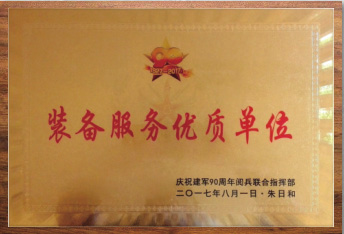 装备服务优质单位
庆祝建军90周年阅兵联合指挥部
二〇一七年八月一日·朱日和